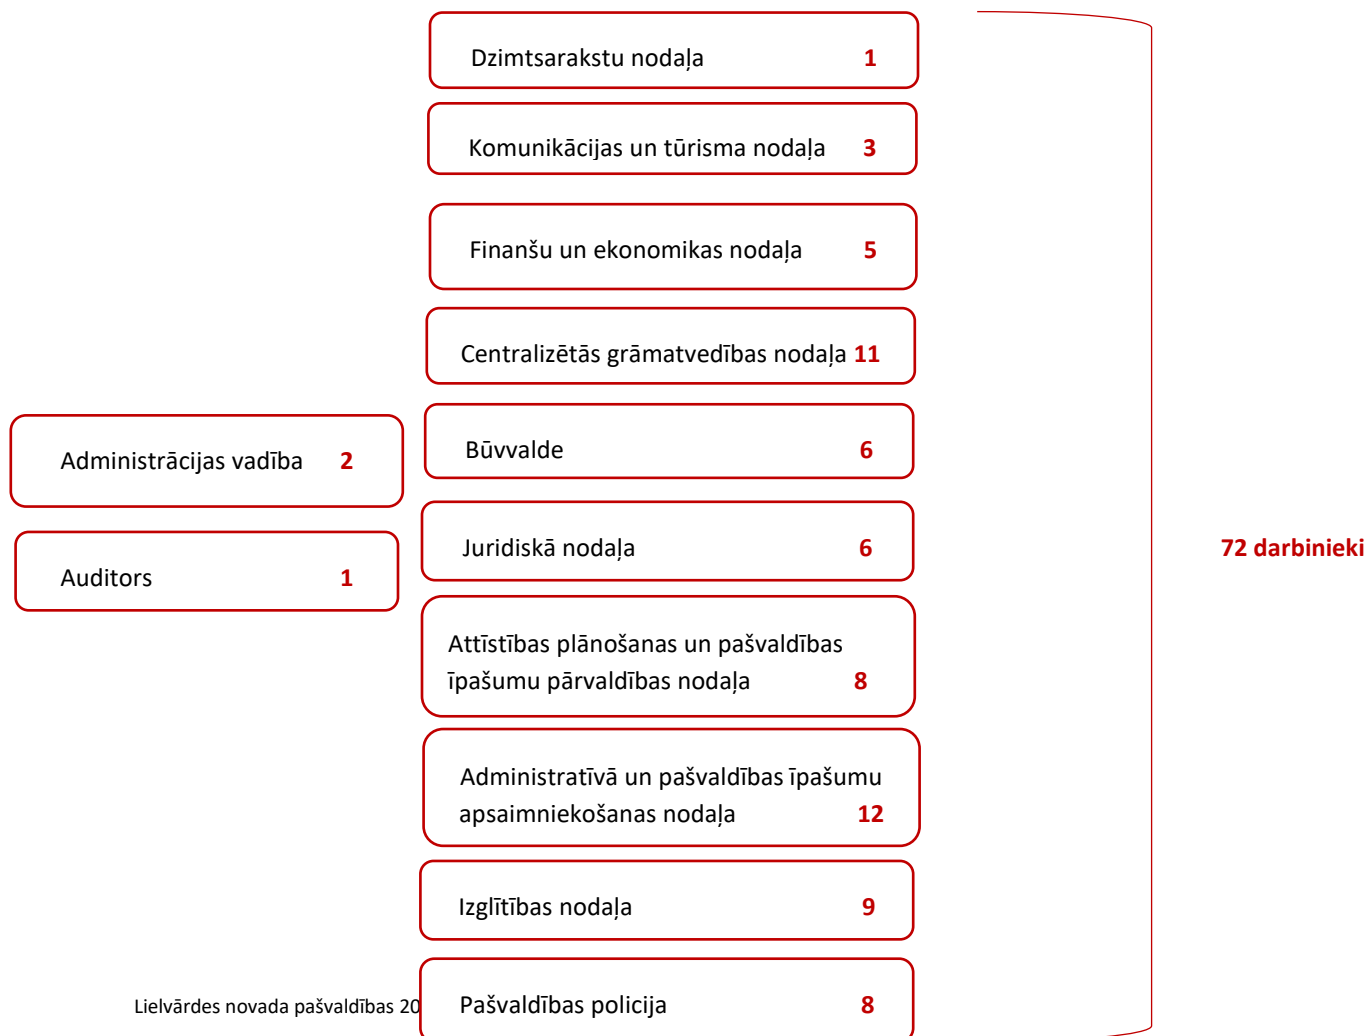 Dzimtsarakstu nodaļa 1
Komunikācijas un tūrisma nodaļa 3
Finanšu un ekonomikas nodaļa 5
Centralizētās grāmatvedības nodaļa 11
Administrācijas vadība 2
Būvvalde 6
Auditors 1
Juridiskā nodaļa 6
72 darbinieki
Attīstības plānošanas un pašvaldības
īpašumu pārvaldības nodaļa 8
Administratīvā un pašvaldības īpašumu
apsaimniekošanas nodaļa 12
Izglītības nodaļa 9
Pašvaldības policija 8
Lielvārdes novada pašvaldības 20